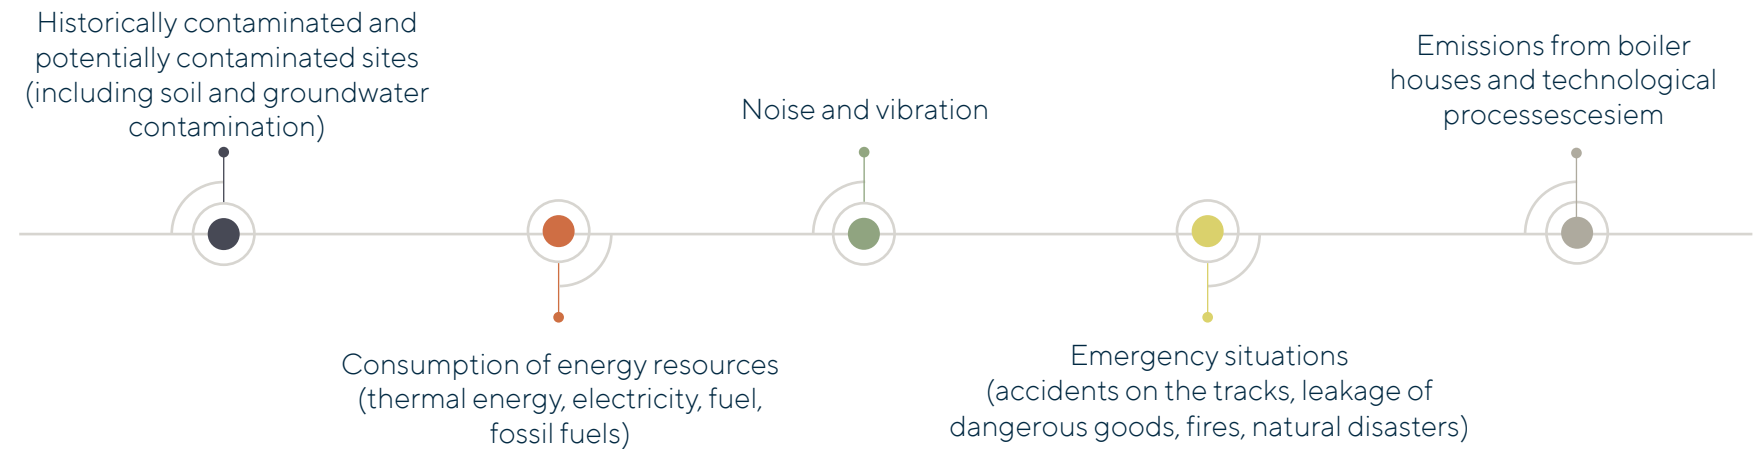 Historically contaminated and
potentially contaminated sites
(including soil and groundwater
contamination)
Consumption of energy resources
(thermal energy, electricity, fuel,
fossil fuels)
Noise and vibration
Emergency situations
(accidents on the tracks, leakage of
dangerous goods, fires, natural disasters)
Emissions from boiler
houses and technological
processescesiem